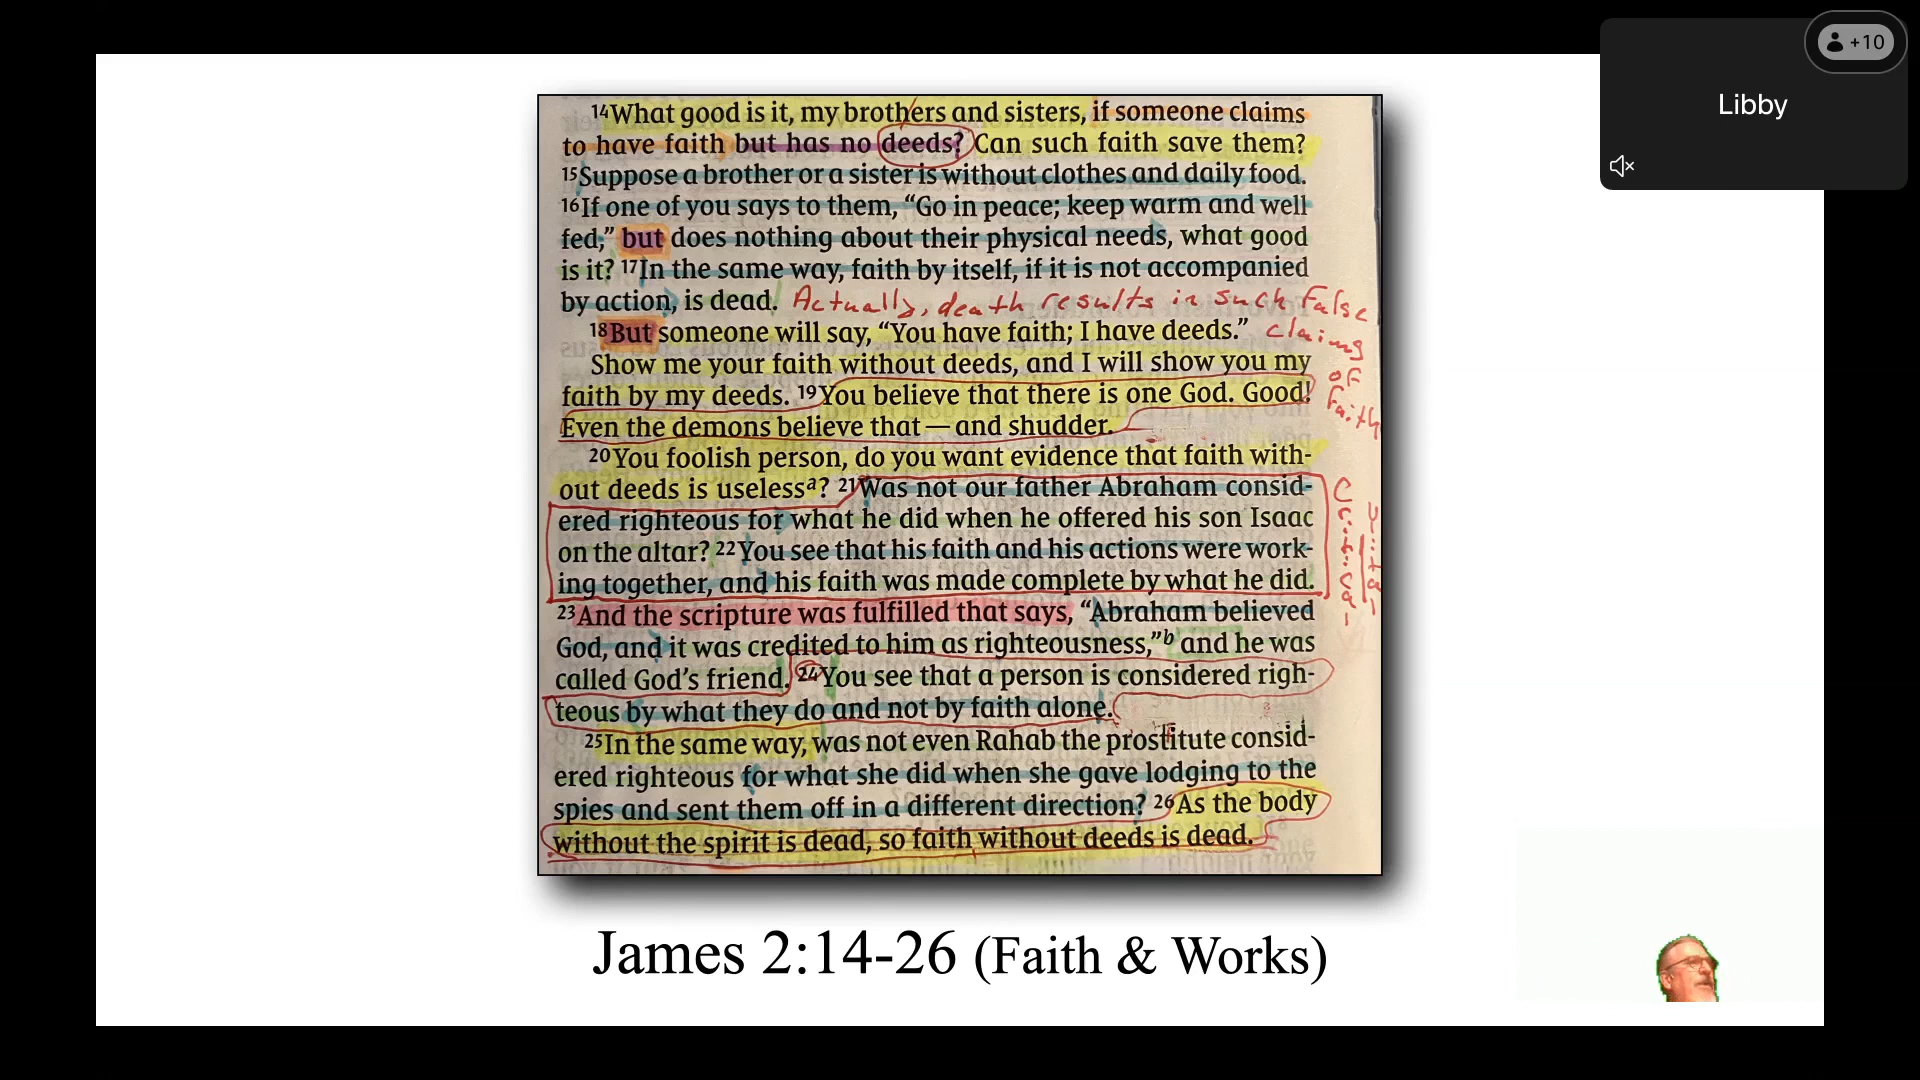 +10
Libby
14What good is it, my brothers and sisters, if someone claims
to have faith but has no deeds? Can such faith save them?
15Suppose a brother or a sister is without clothes and daily food.
16If one of you says to them, “Go in peace; keep warm and well
fed,” but does nothing about their physical needs, what good
is it? 17In the same way, faith by itself, if it is not accompanied
by action, is dead. Actually, death results in such false
18But someone will say, “You have faith; I have deeds.” claims
Show me your faith without deeds, and I will show you my
of
faith by my deeds. 19You believe that there is one God. Good!
faith
Even the demons believe that — and shudder.
20You foolish person, do you want evidence that faith with-
out deeds is uselessa? 21Was not our father Abraham consid-
ered righteous for what he did when he offered his son Isaac
on the altar? 22You see that his faith and his actions were work-
ing together, and his faith was made complete by what he did.
Critical
23And the scripture was fulfilled that says, “Abraham believed
God, and it was credited to him as righteousness,”b and he was
called God’s friend. 24You see that a person is considered righ-
teous by what they do and not by faith alone.
25In the same way, was not even Rahab the prostitute consid-
ered righteous for what she did when she gave lodging to the
spies and sent them off in a different direction? 26As the body
without the spirit is dead, so faith without deeds is dead.
James 2:14-26 (Faith & Works)